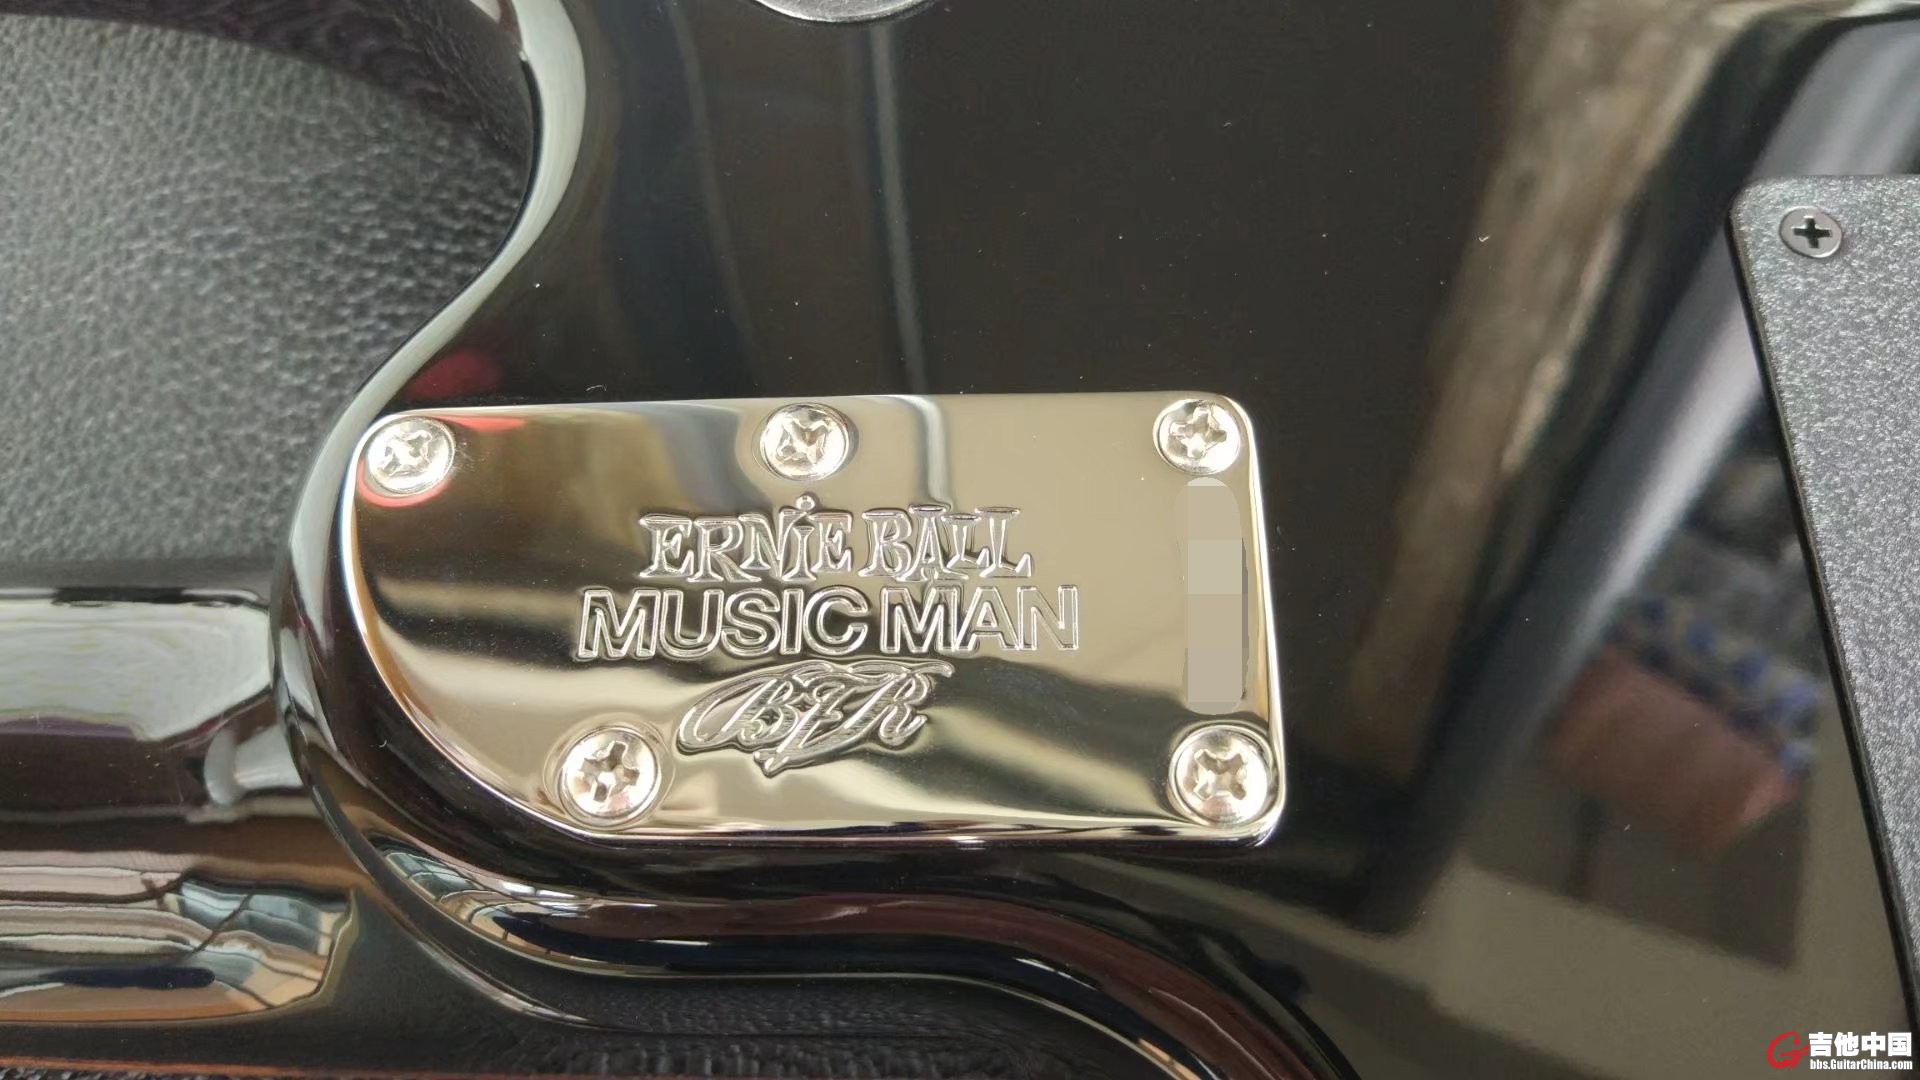 ERNiE BALL
MUSIC MAN
BFR
吉他中国
bbs.GuitarChina.com